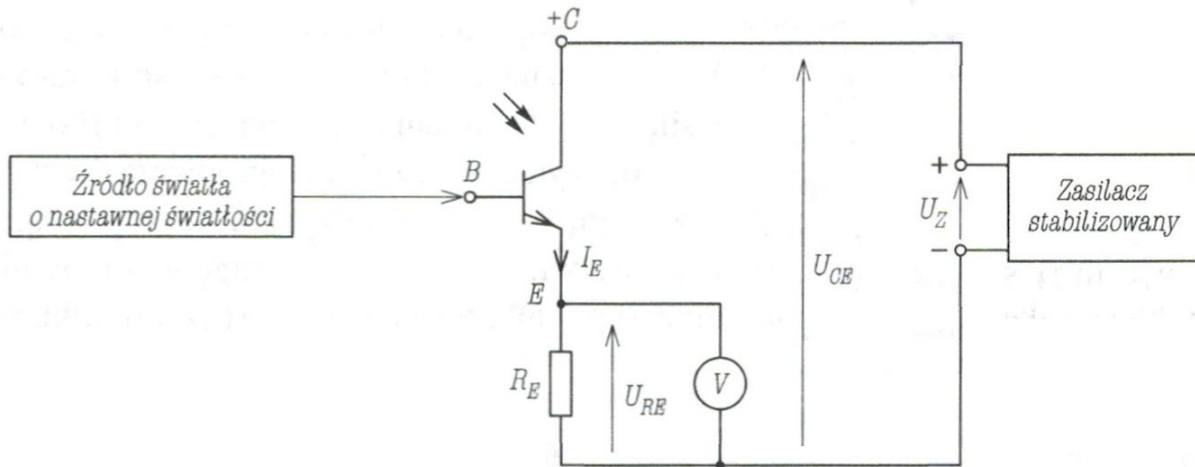 +C
B
Źródło światła
o nastawnej światłości
I_E
E
R_E
U_RE
V
U_CE
+
U_Z
−
Zasilacz
stabilizowany